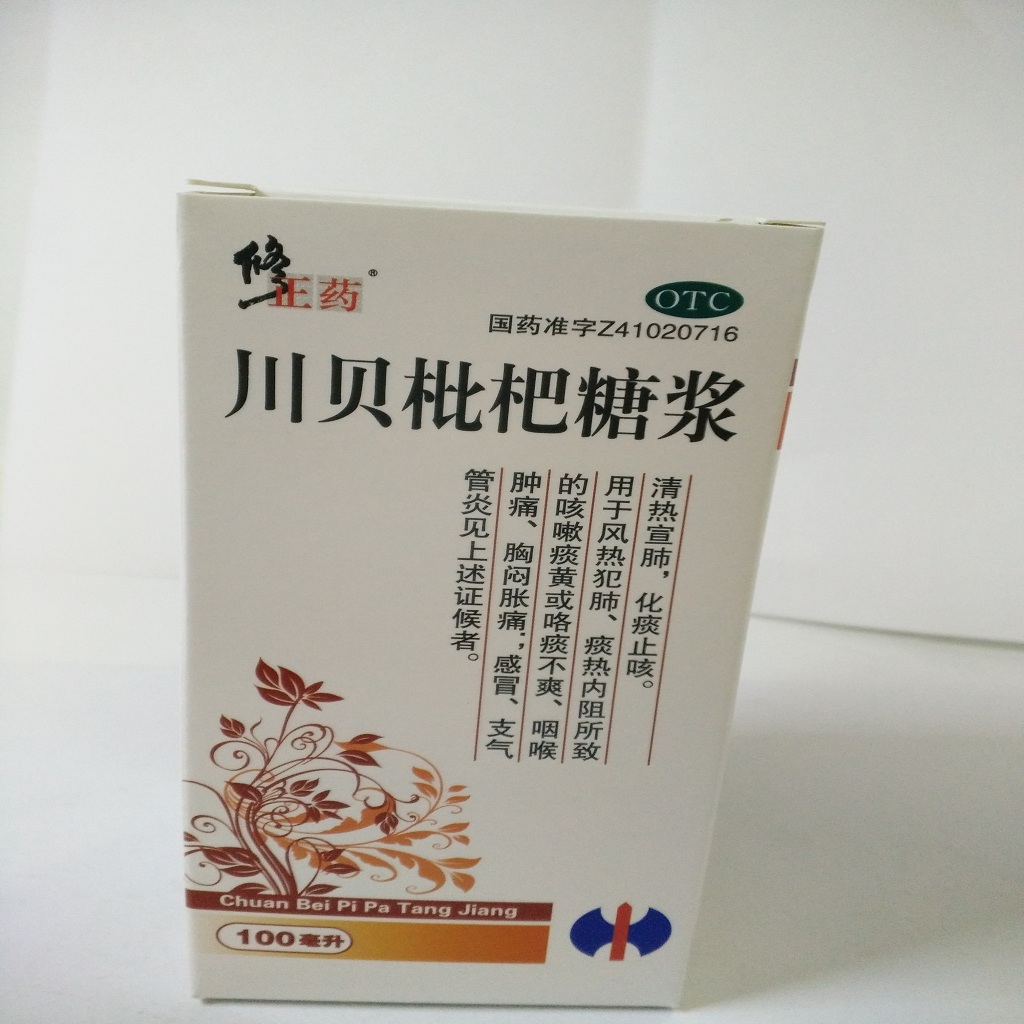 修正药®
OTC
国药准字Z41020716
川贝枇杷糖浆
清热宣肺，化痰止咳。
用于风热犯肺、痰热内阻所致
的咳嗽痰黄或咯痰不爽、咽喉
肿痛、胸闷胀痛；感冒、支气
管炎见上述证候者。
Chuan Bei Pi Pa Tang Jiang
100毫升